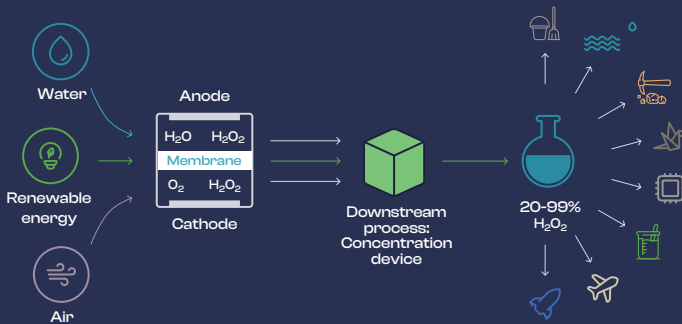 Water
Anode
H₂O H₂O₂
Membrane
O₂ H₂O₂
Cathode
Renewable
energy
Air
Downstream
process:
Concentration
device
20-99%
H₂O₂